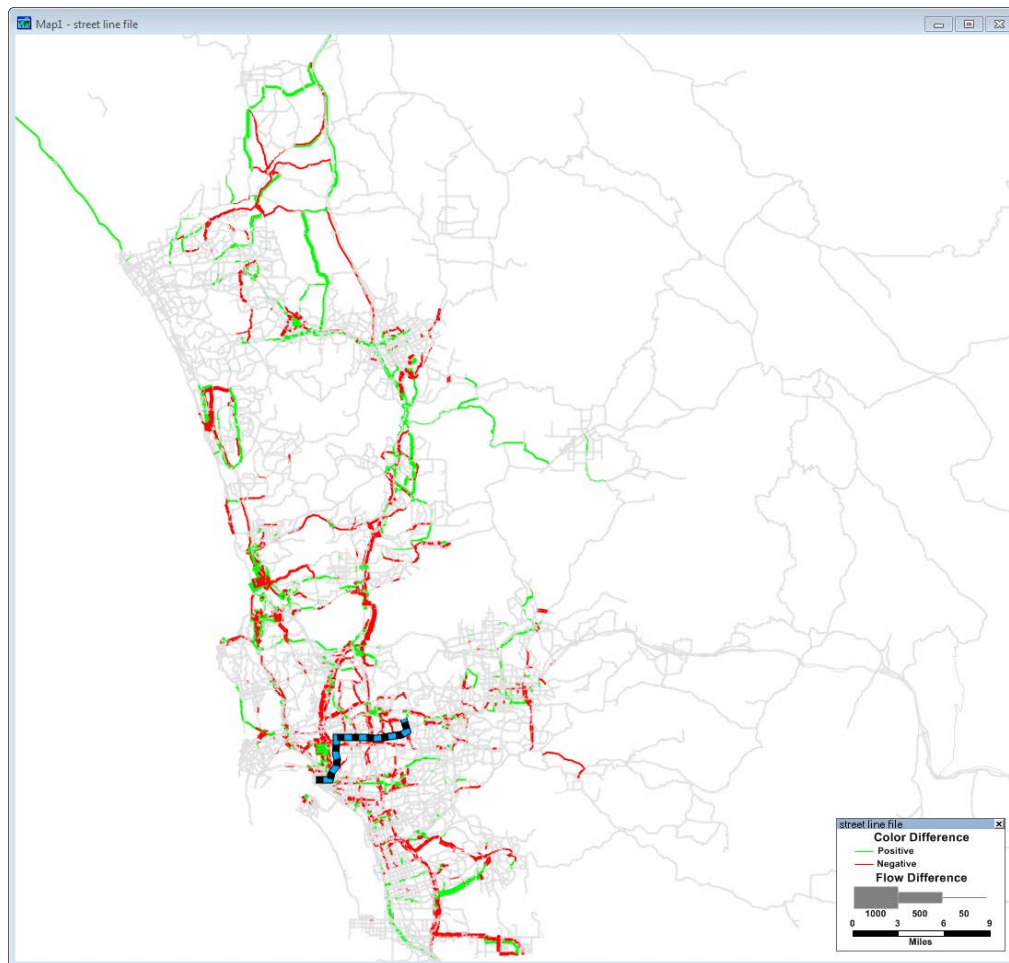 Map1 - street line file
street line file
Color Difference
Positive
Negative
Flow Difference
1000 500 50
0 3 6 9
Miles